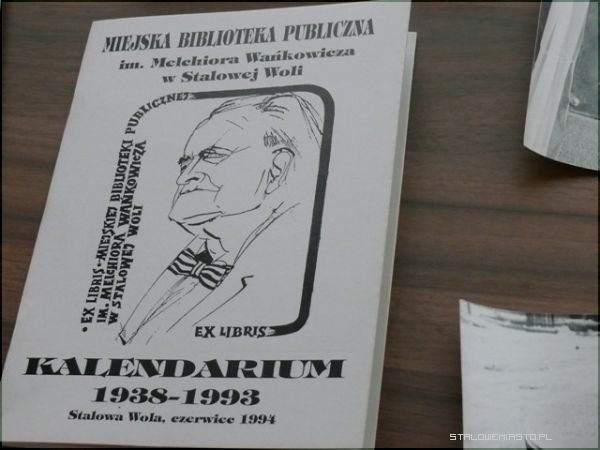 MIEJSKA BIBLIOTEKA PUBLICZNA
im. Melchiora Wańkowicza
w Stalowej Woli
• EX LIBRIS • MIEJSKIEJ BIBLIOTEKI PUBLICZNEJ
IM. MELCHIORA WAŃKOWICZA
W STALOWEJ WOLI
EX LIBRIS
KALENDARIUM
1938-1993
Stalowa Wola, czerwiec 1994
STALOWEMIASTO.PL